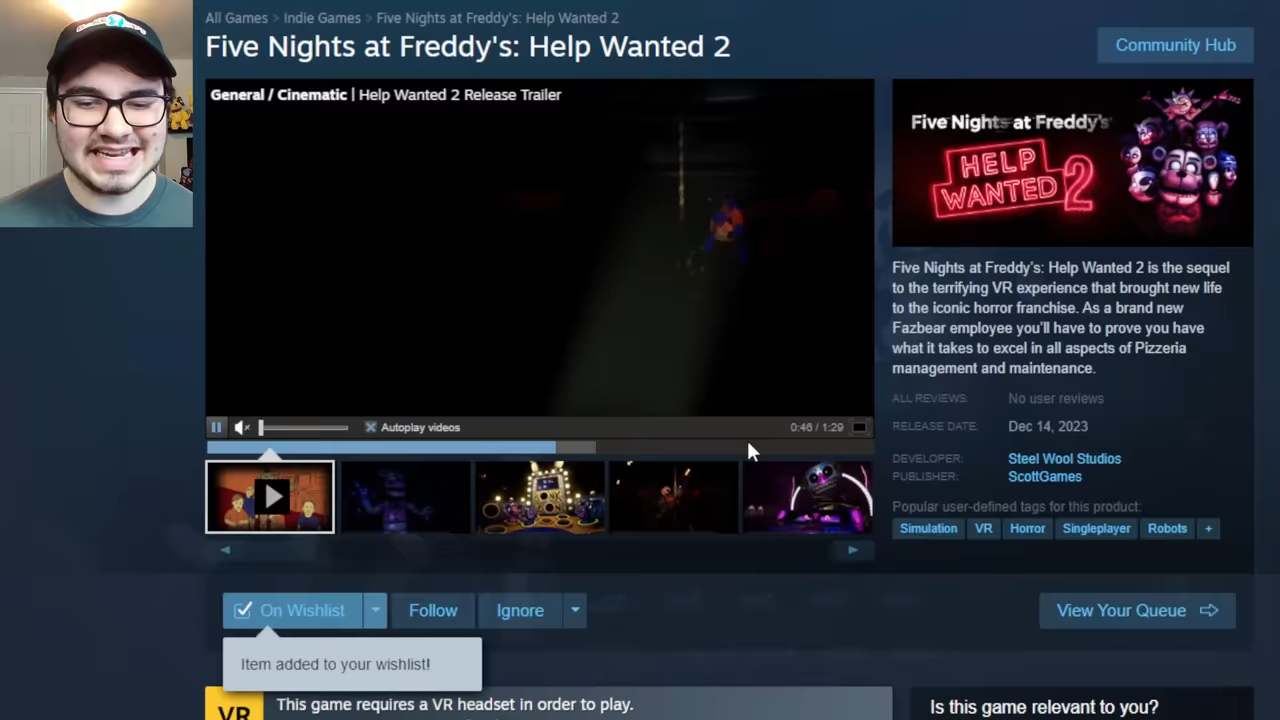 All Games > Indie Games > Five Nights at Freddy's: Help Wanted 2
Five Nights at Freddy's: Help Wanted 2
Community Hub
General / Cinematic | Help Wanted 2 Release Trailer
Autoplay videos
0:46 / 1:29
Five Nights at Freddy's
HELP
WANTED 2
Five Nights at Freddy's: Help Wanted 2 is the sequel
to the terrifying VR experience that brought new life
to the iconic horror franchise. As a brand new
Fazbear employee you'll have to prove you have
what it takes to excel in all aspects of Pizzeria
management and maintenance.
ALL REVIEWS: No user reviews
RELEASE DATE: Dec 14, 2023
DEVELOPER: Steel Wool Studios
PUBLISHER: ScottGames
Popular user-defined tags for this product:
Simulation VR Horror Singleplayer Robots +
On Wishlist Follow Ignore View Your Queue
Item added to your wishlist!
VR This game requires a VR headset in order to play.
Is this game relevant to you?